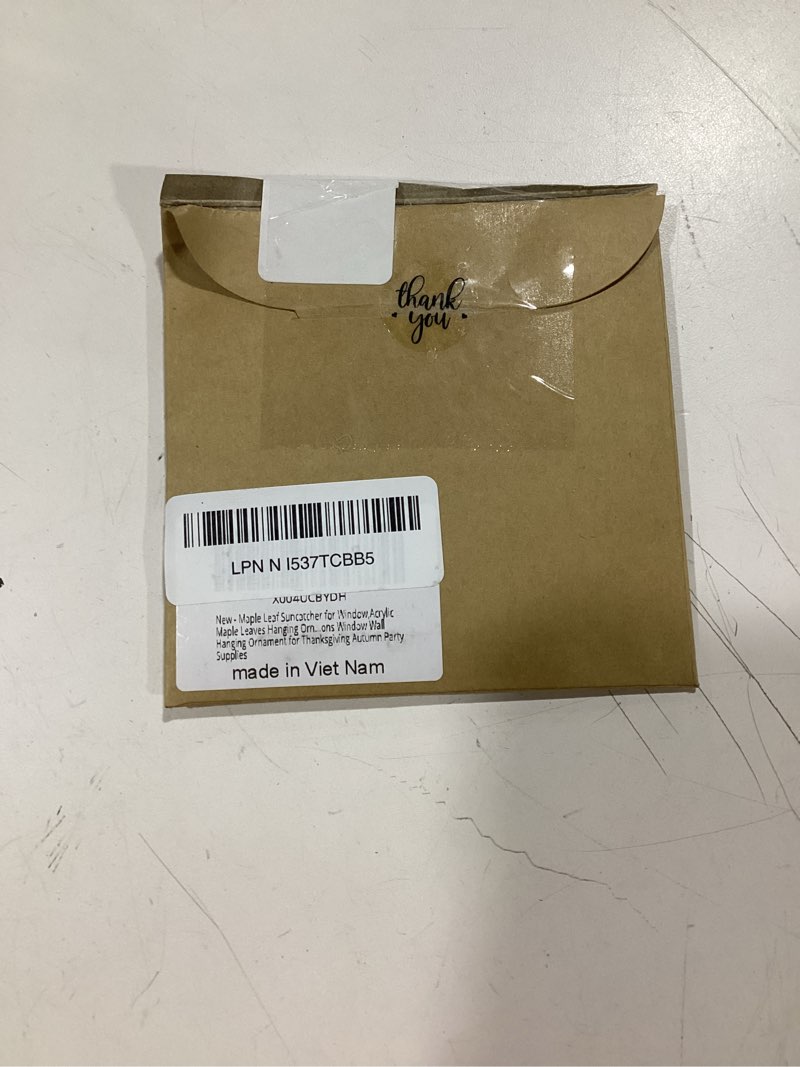 thank
you
LPN N I537TCBB5
X004UCBYDH
New - Maple Leaf Suncatcher for Window,Acrylic
Maple Leaves Hanging Orn...ons Window Wall
Hanging Ornament for Thanksgiving Autumn Party
Supplies
made in Viet Nam